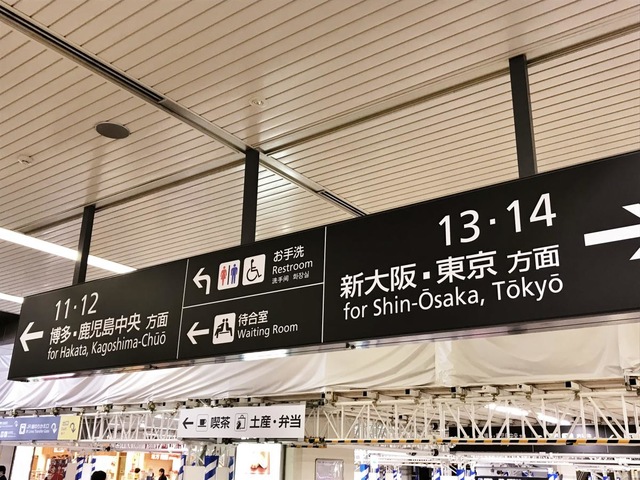 11・12
博多・鹿児島中央 方面
for Hakata, Kagoshima-Chūō
お手洗
Restroom
洗手间 화장실
待合室
Waiting Room
13・14
新大阪・東京 方面
for Shin-Ōsaka, Tōkyō
喫茶 土産・弁当